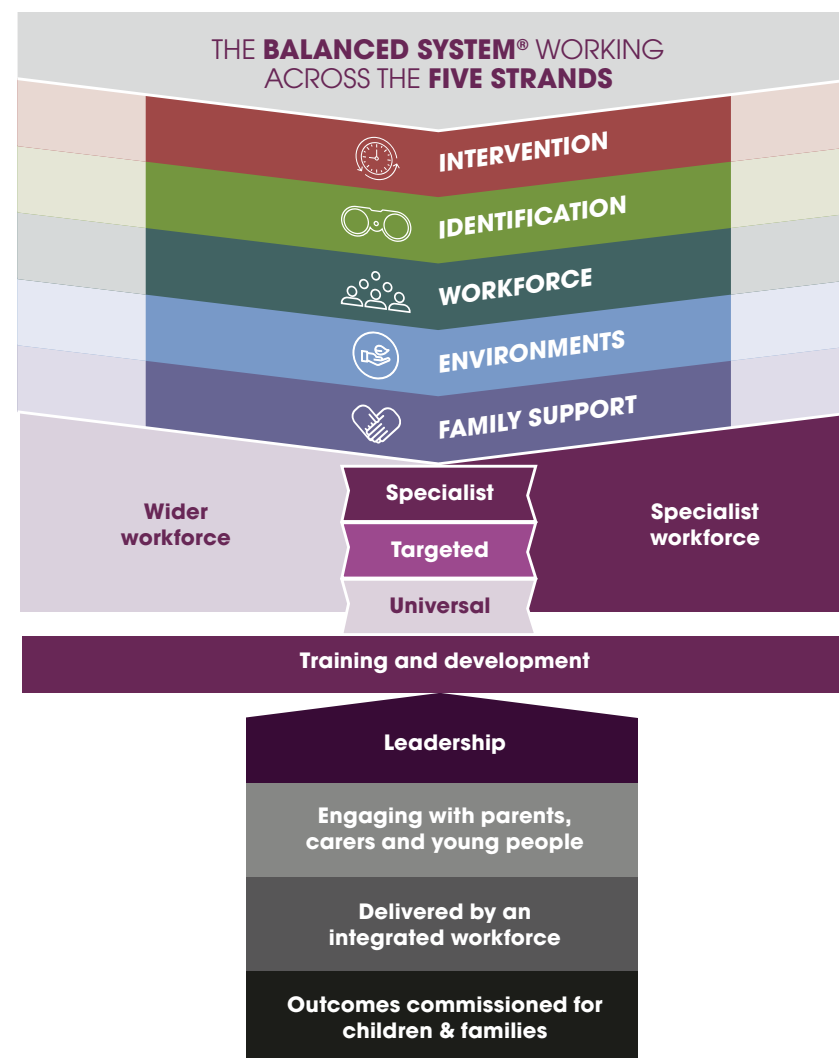 THE BALANCED SYSTEM® WORKING
ACROSS THE FIVE STRANDS
INTERVENTION
IDENTIFICATION
WORKFORCE
ENVIRONMENTS
FAMILY SUPPORT
Wider
workforce
Specialist
Targeted
Universal
Specialist
workforce
Training and development
Leadership
Engaging with parents,
carers and young people
Delivered by an
integrated workforce
Outcomes commissioned for
children & families